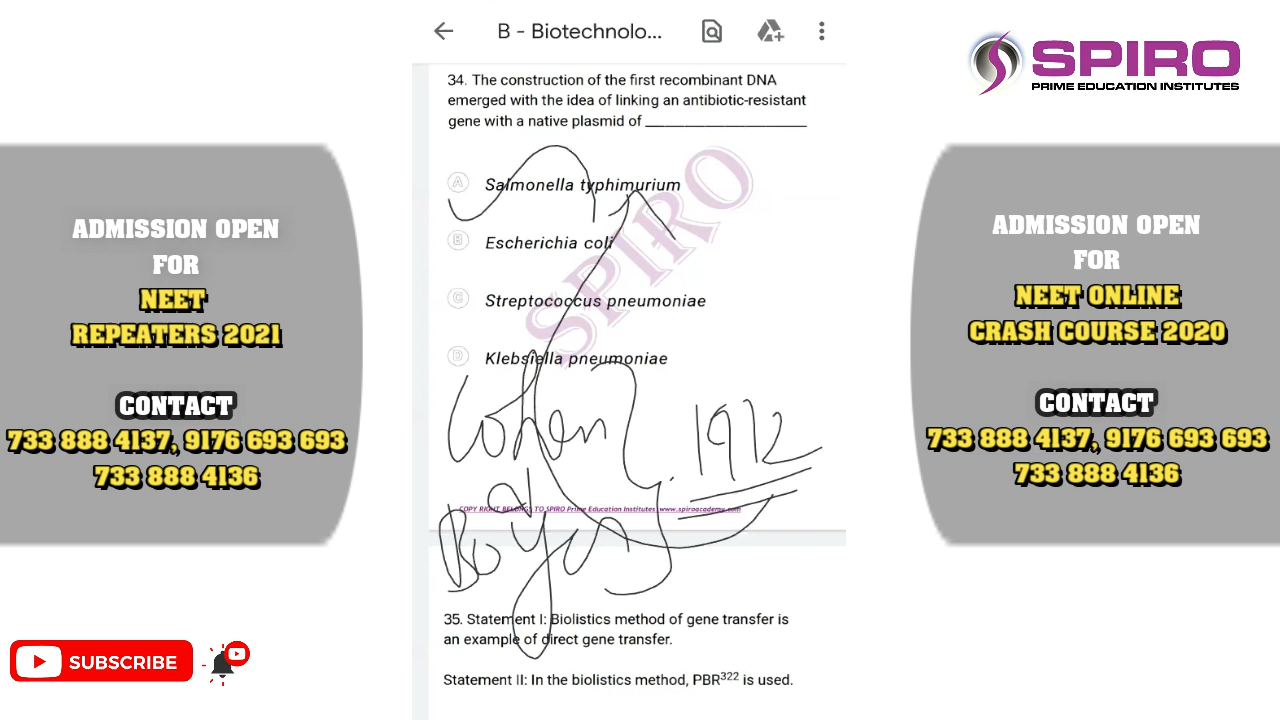 B - Biotechnolo...
SPIRO
PRIME EDUCATION INSTITUTES
34. The construction of the first recombinant DNA
emerged with the idea of linking an antibiotic-resistant
gene with a native plasmid of ____________________
A Salmonella typhimurium
B Escherichia coli
C Streptococcus pneumoniae
D Klebsiella pneumoniae
SPIRO
Cohen
1972
Boyer
COPY RIGHT BELONGS TO SPIRO Prime Education Institutes www.spiroacademy.com
35. Statement I: Biolistics method of gene transfer is
an example of direct gene transfer.
Statement II: In the biolistics method, PBR322 is used.
ADMISSION OPEN
FOR
NEET
REPEATERS 2021
CONTACT
733 888 4137, 9176 693 693
733 888 4136
SUBSCRIBE
ADMISSION OPEN
FOR
NEET ONLINE
CRASH COURSE 2020
CONTACT
733 888 4137, 9176 693 693
733 888 4136